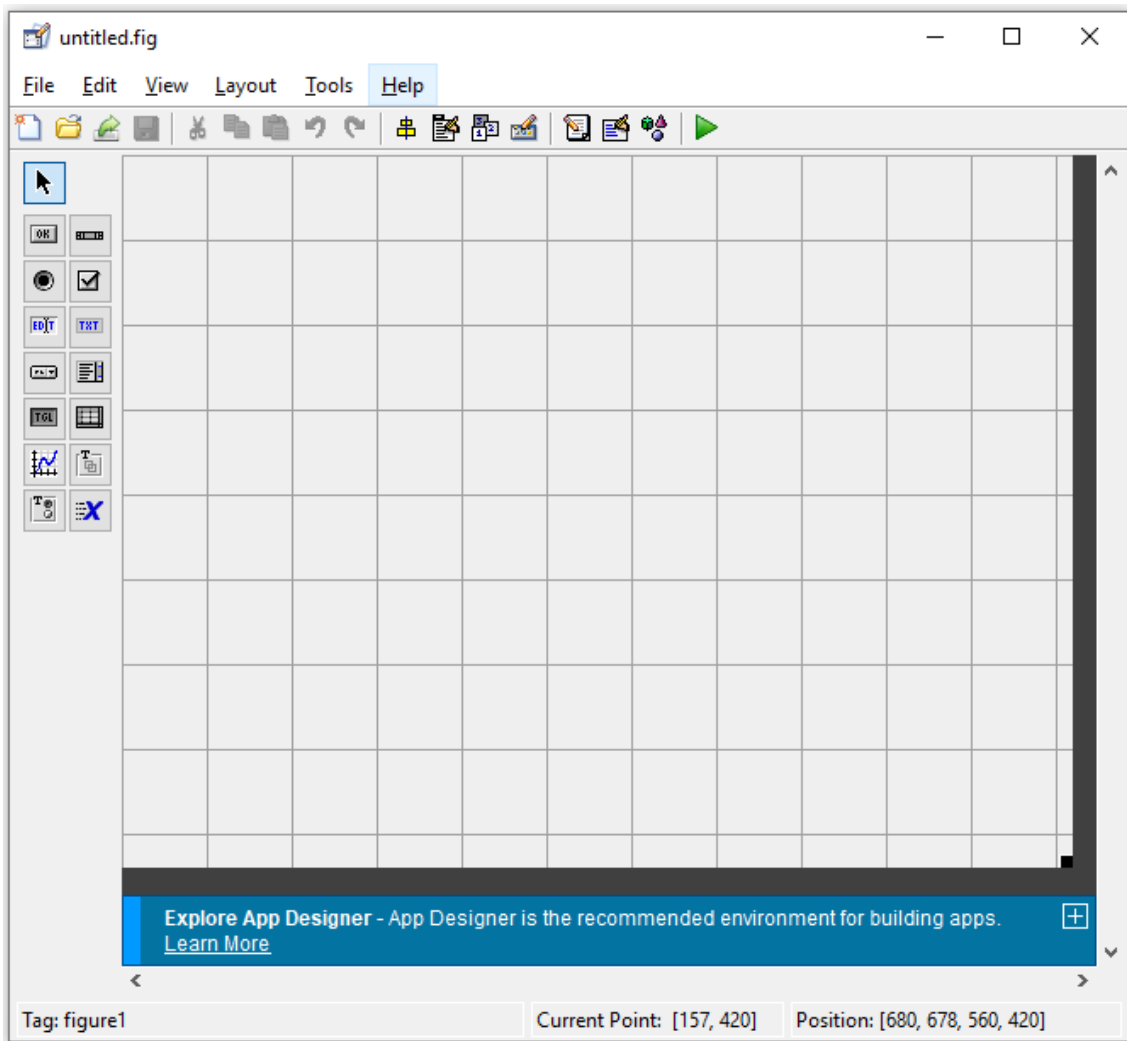 untitled.fig
File Edit View Layout Tools Help
OK
EDIT TXT
TGL
T
T X
Explore App Designer - App Designer is the recommended environment for building apps.
Learn More
Tag: figure1 Current Point: [157, 420] Position: [680, 678, 560, 420]